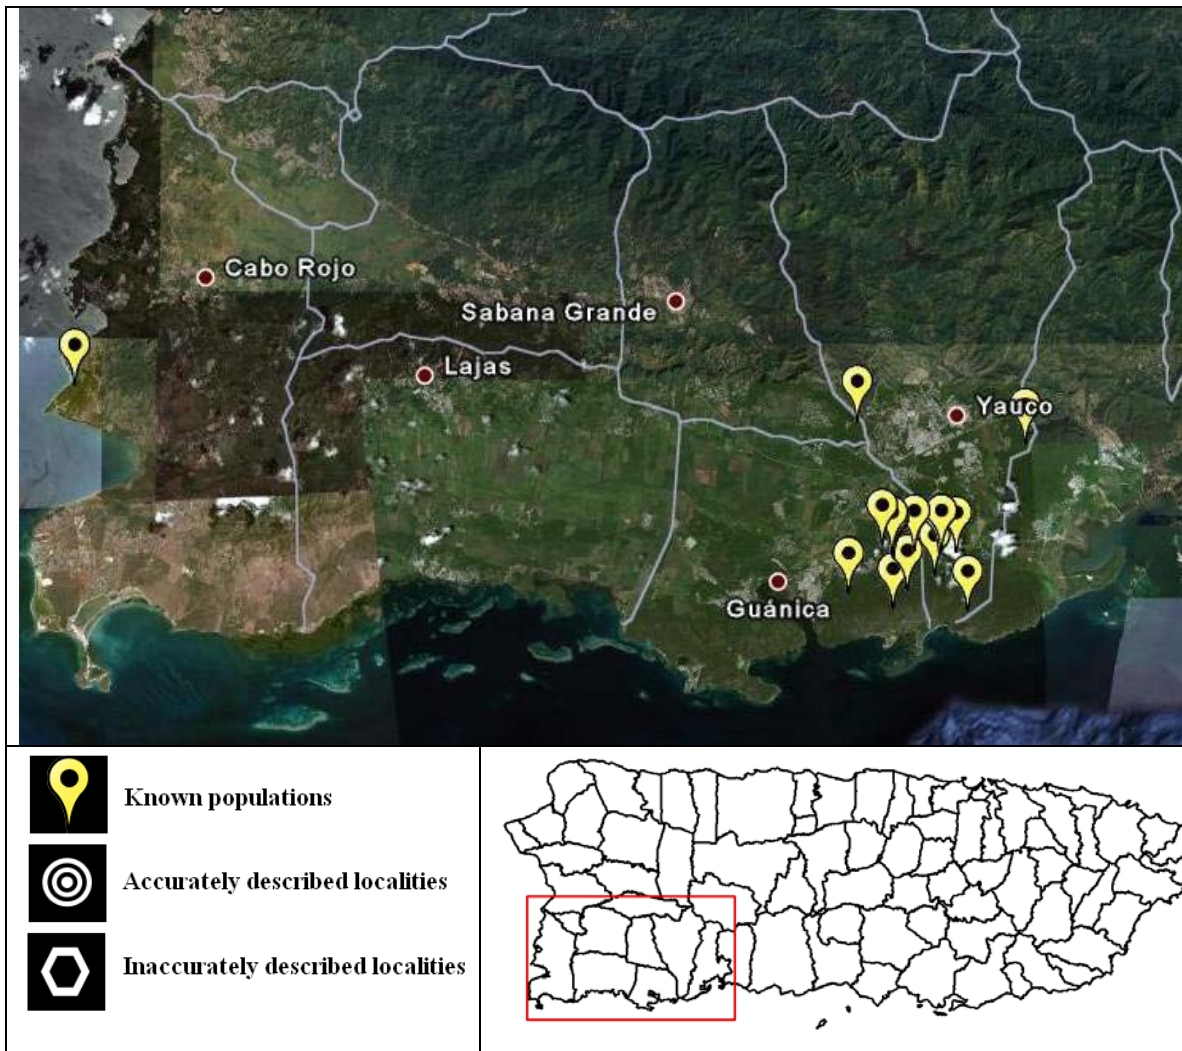 Cabo Rojo
Sabana Grande
Lajas
Yauco
Guánica
Known populations
Accurately described localities
Inaccurately described localities